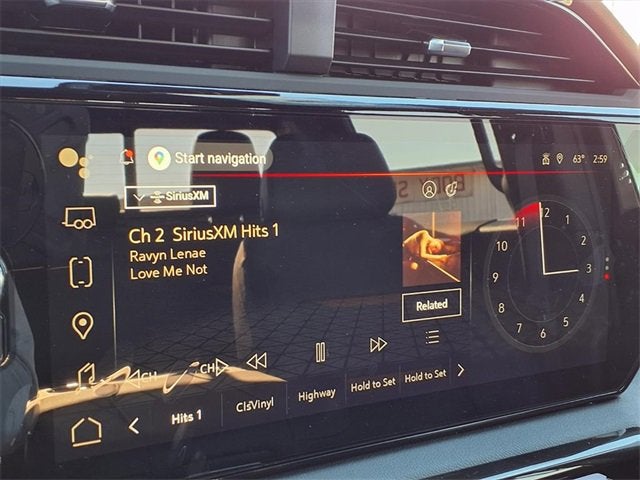 Start navigation
63° 2:59
SiriusXM
Ch 2 SiriusXM Hits 1
Ravyn Lenae
Love Me Not
Related
12
1
2
3
4
5
6
7
8
9
10
11
CH
CH
Hits 1
ClsVinyl
Highway
Hold to Set
Hold to Set